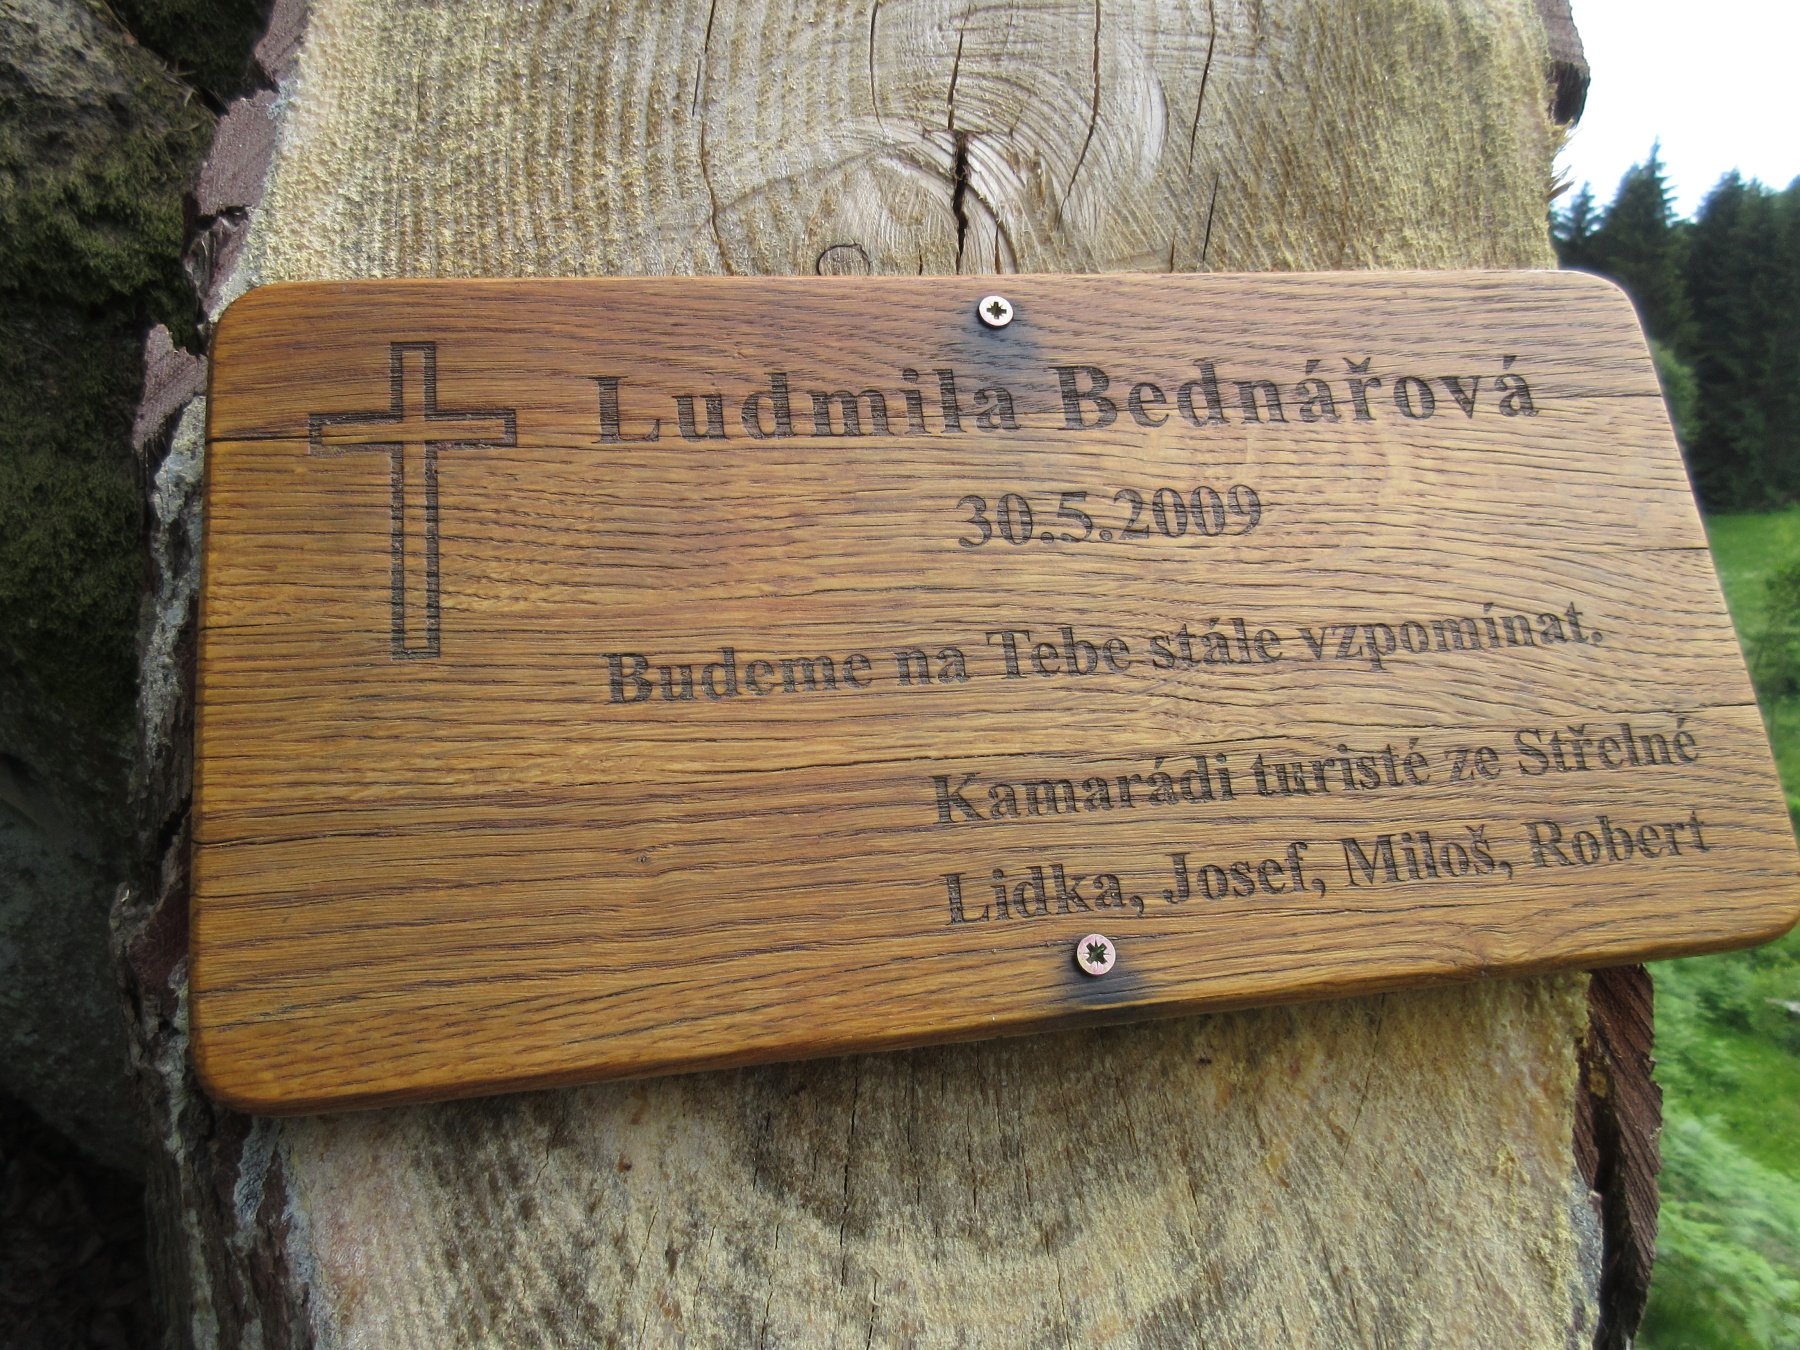 Ludmila Bednářová
30.5.2009
Budeme na Tebe stále vzpomínat.
Kamarádi turisté ze Střelné
Lidka, Josef, Miloš, Robert